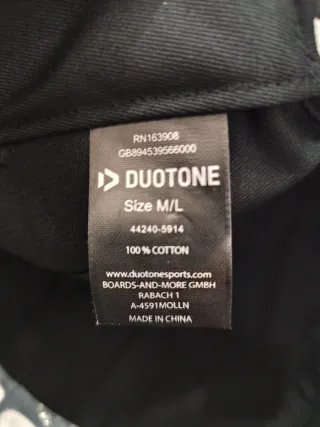 RN163908
GB894539566000
DUOTONE
Size M/L
44240-5914
100% COTTON
www.duotonesports.com
BOARDS-AND-MORE GMBH
RABACH 1
A-4591MOLLN
MADE IN CHINA